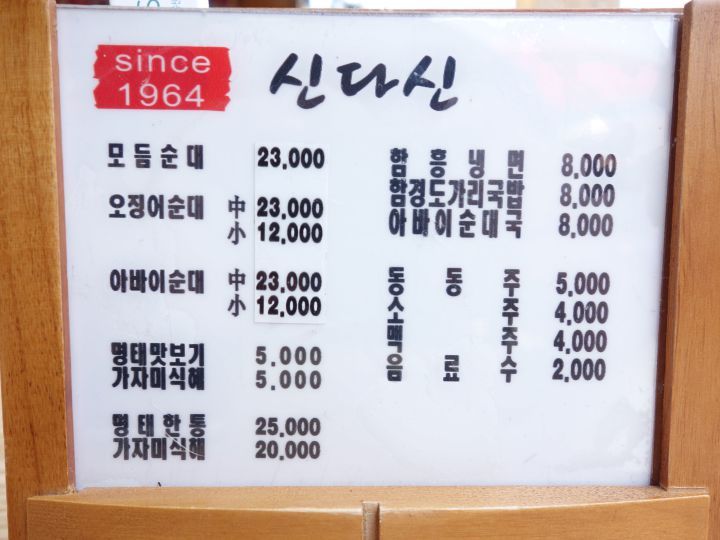 since
1964
신다신
모듬순대 23,000
오징어순대 中 23,000
小 12,000
아바이순대 中 23,000
小 12,000
명태맛보기 5,000
가자미식해 5,000
명태한통 25,000
가자미식해 20,000
함흥냉면 8,000
함경도가리국밥 8,000
아바이순대국 8,000
동동주 5,000
소주 4,000
맥주 4,000
음료수 2,000